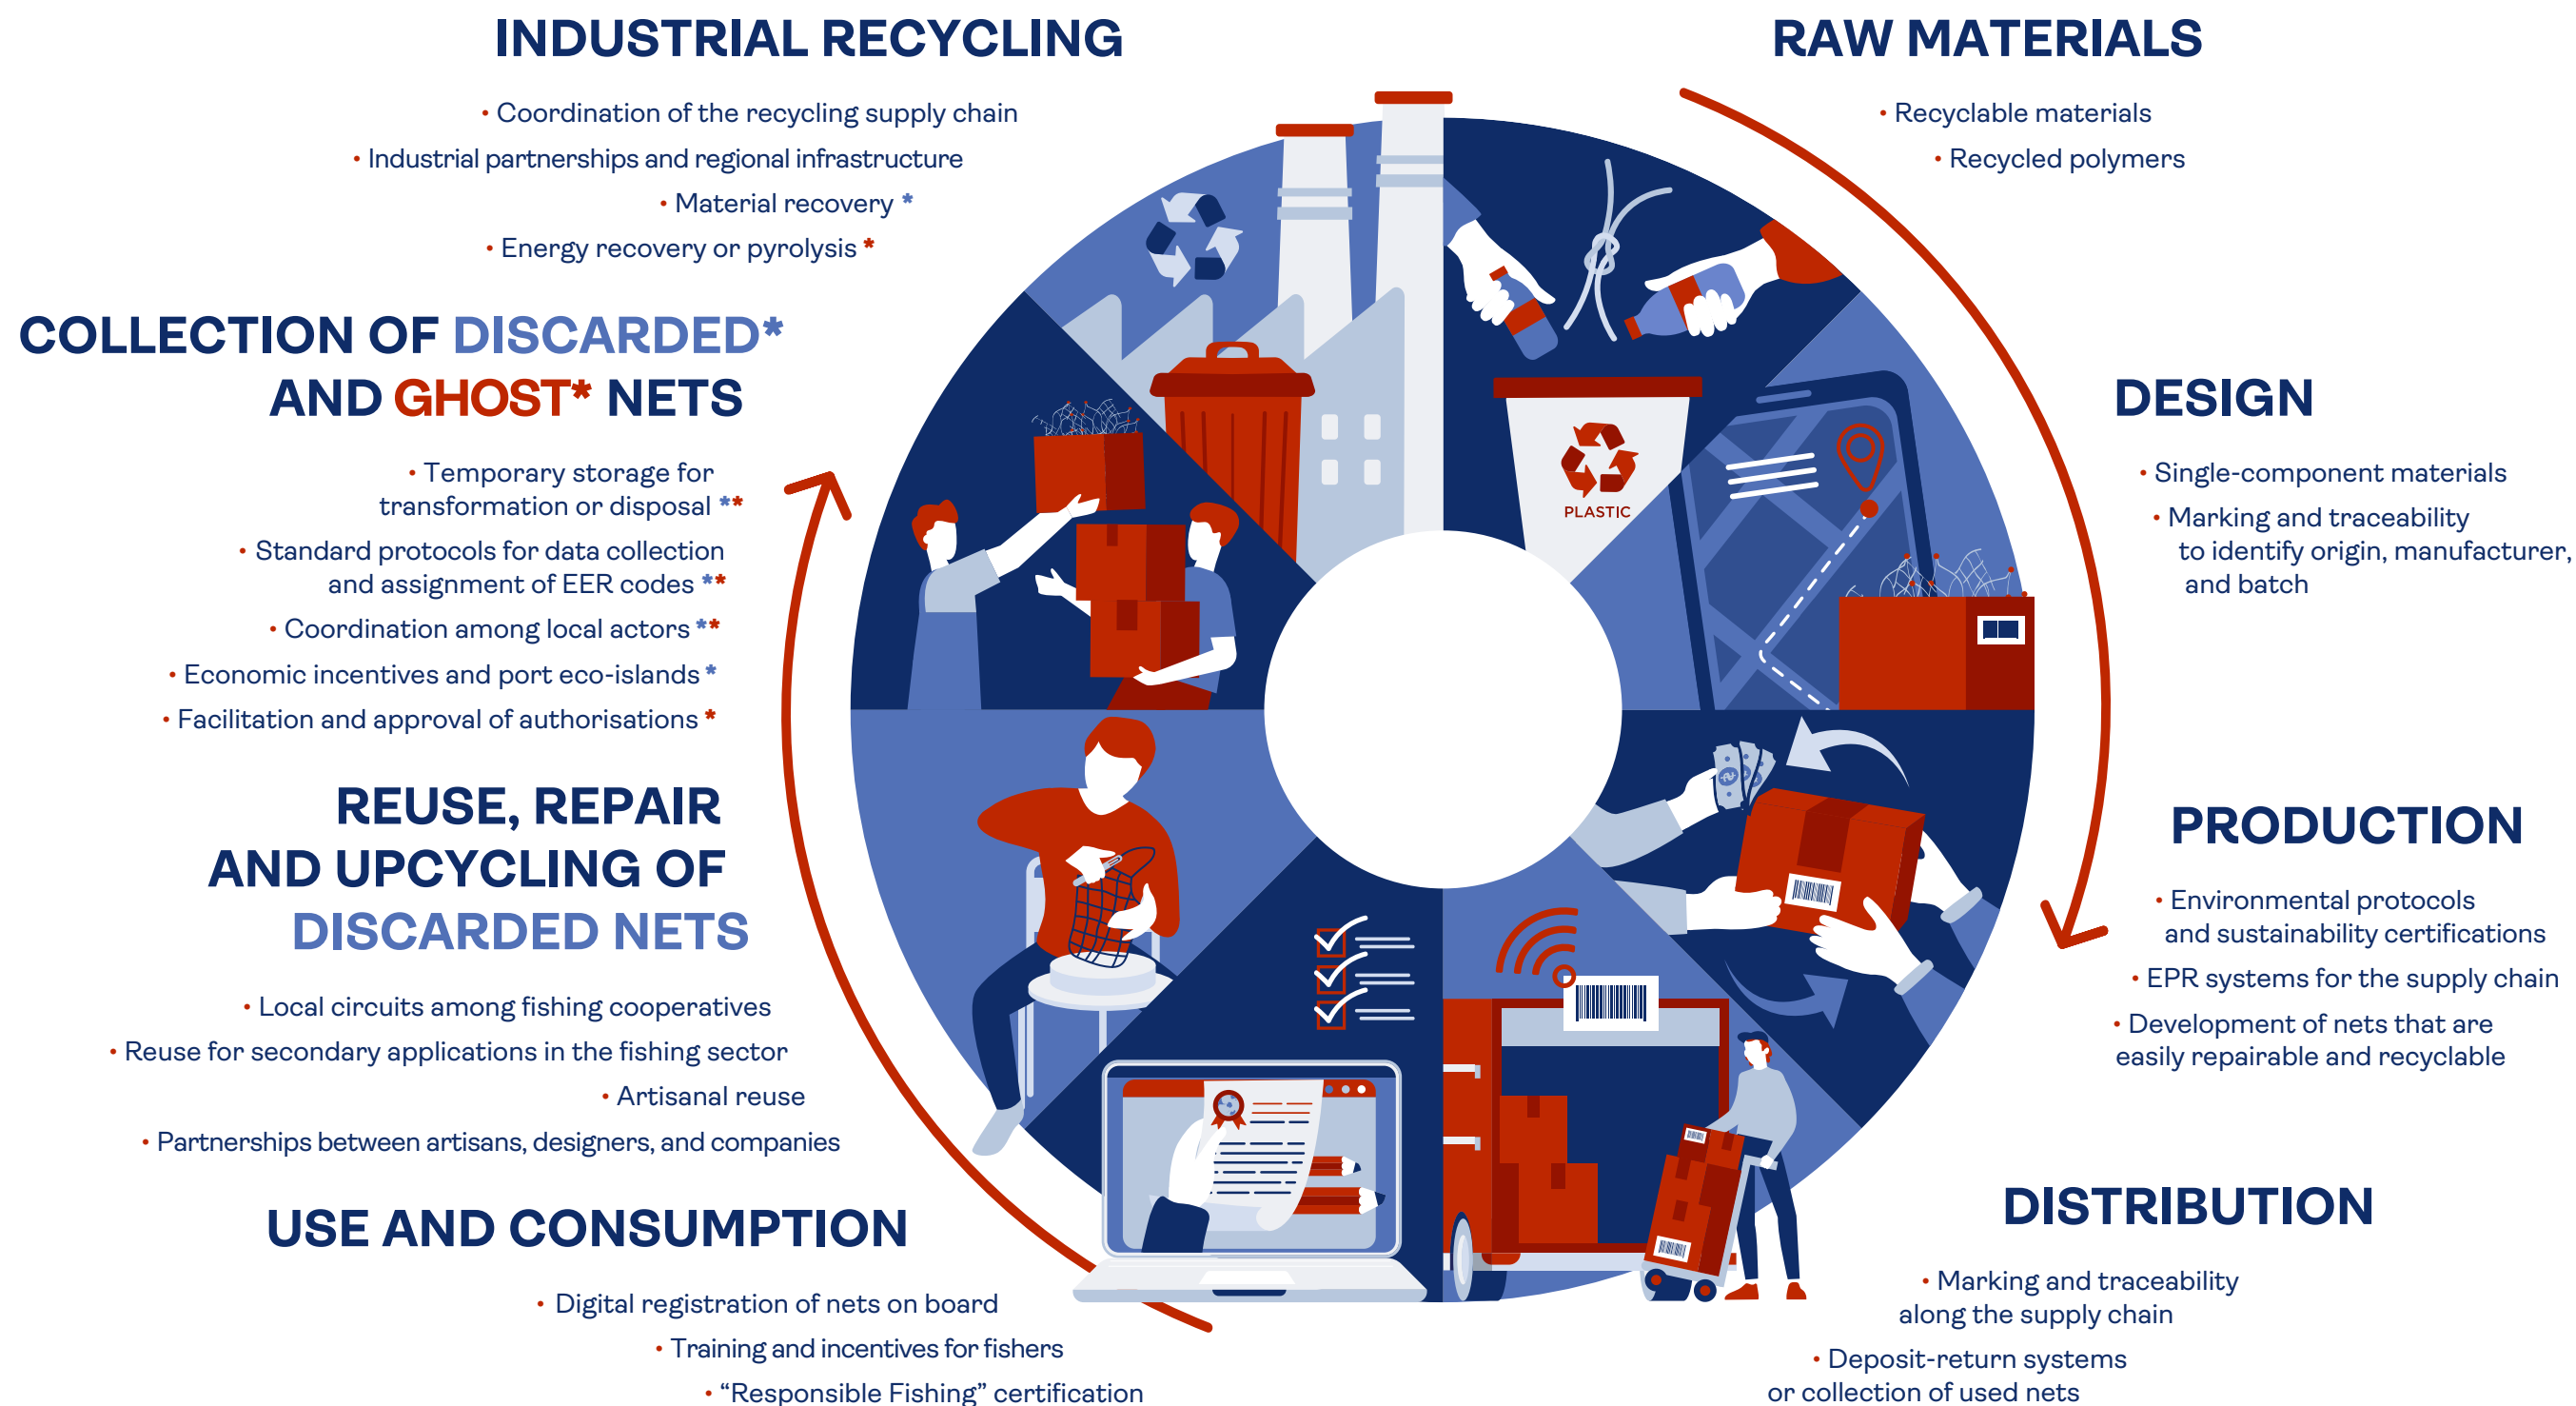 INDUSTRIAL RECYCLING
• Coordination of the recycling supply chain
• Industrial partnerships and regional infrastructure
• Material recovery *
• Energy recovery or pyrolysis *
COLLECTION OF DISCARDED*
AND GHOST* NETS
• Temporary storage for
transformation or disposal **
• Standard protocols for data collection
and assignment of EER codes **
• Coordination among local actors **
• Economic incentives and port eco-islands *
• Facilitation and approval of authorisations *
REUSE, REPAIR
AND UPCYCLING OF
DISCARDED NETS
• Local circuits among fishing cooperatives
• Reuse for secondary applications in the fishing sector
• Artisanal reuse
• Partnerships between artisans, designers, and companies
USE AND CONSUMPTION
• Digital registration of nets on board
• Training and incentives for fishers
• “Responsible Fishing” certification
RAW MATERIALS
• Recyclable materials
• Recycled polymers
PLASTIC
DESIGN
• Single-component materials
• Marking and traceability
to identify origin, manufacturer,
and batch
PRODUCTION
• Environmental protocols
and sustainability certifications
• EPR systems for the supply chain
• Development of nets that are
easily repairable and recyclable
DISTRIBUTION
• Marking and traceability
along the supply chain
• Deposit-return systems
or collection of used nets